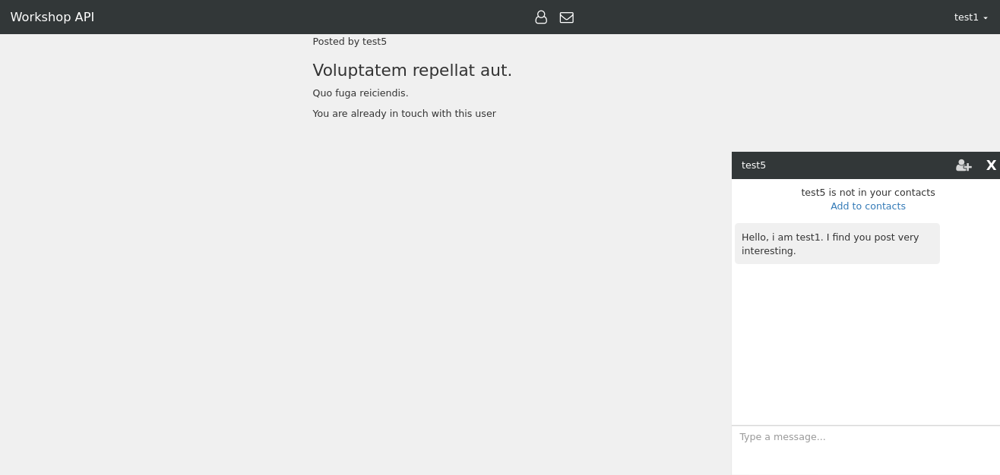 Workshop API
test1
Posted by test5
Voluptatem repellat aut.
Quo fuga reiciendis.
You are already in touch with this user
test5
X
test5 is not in your contacts
Add to contacts
Hello, i am test1. I find you post very
interesting.
Type a message...